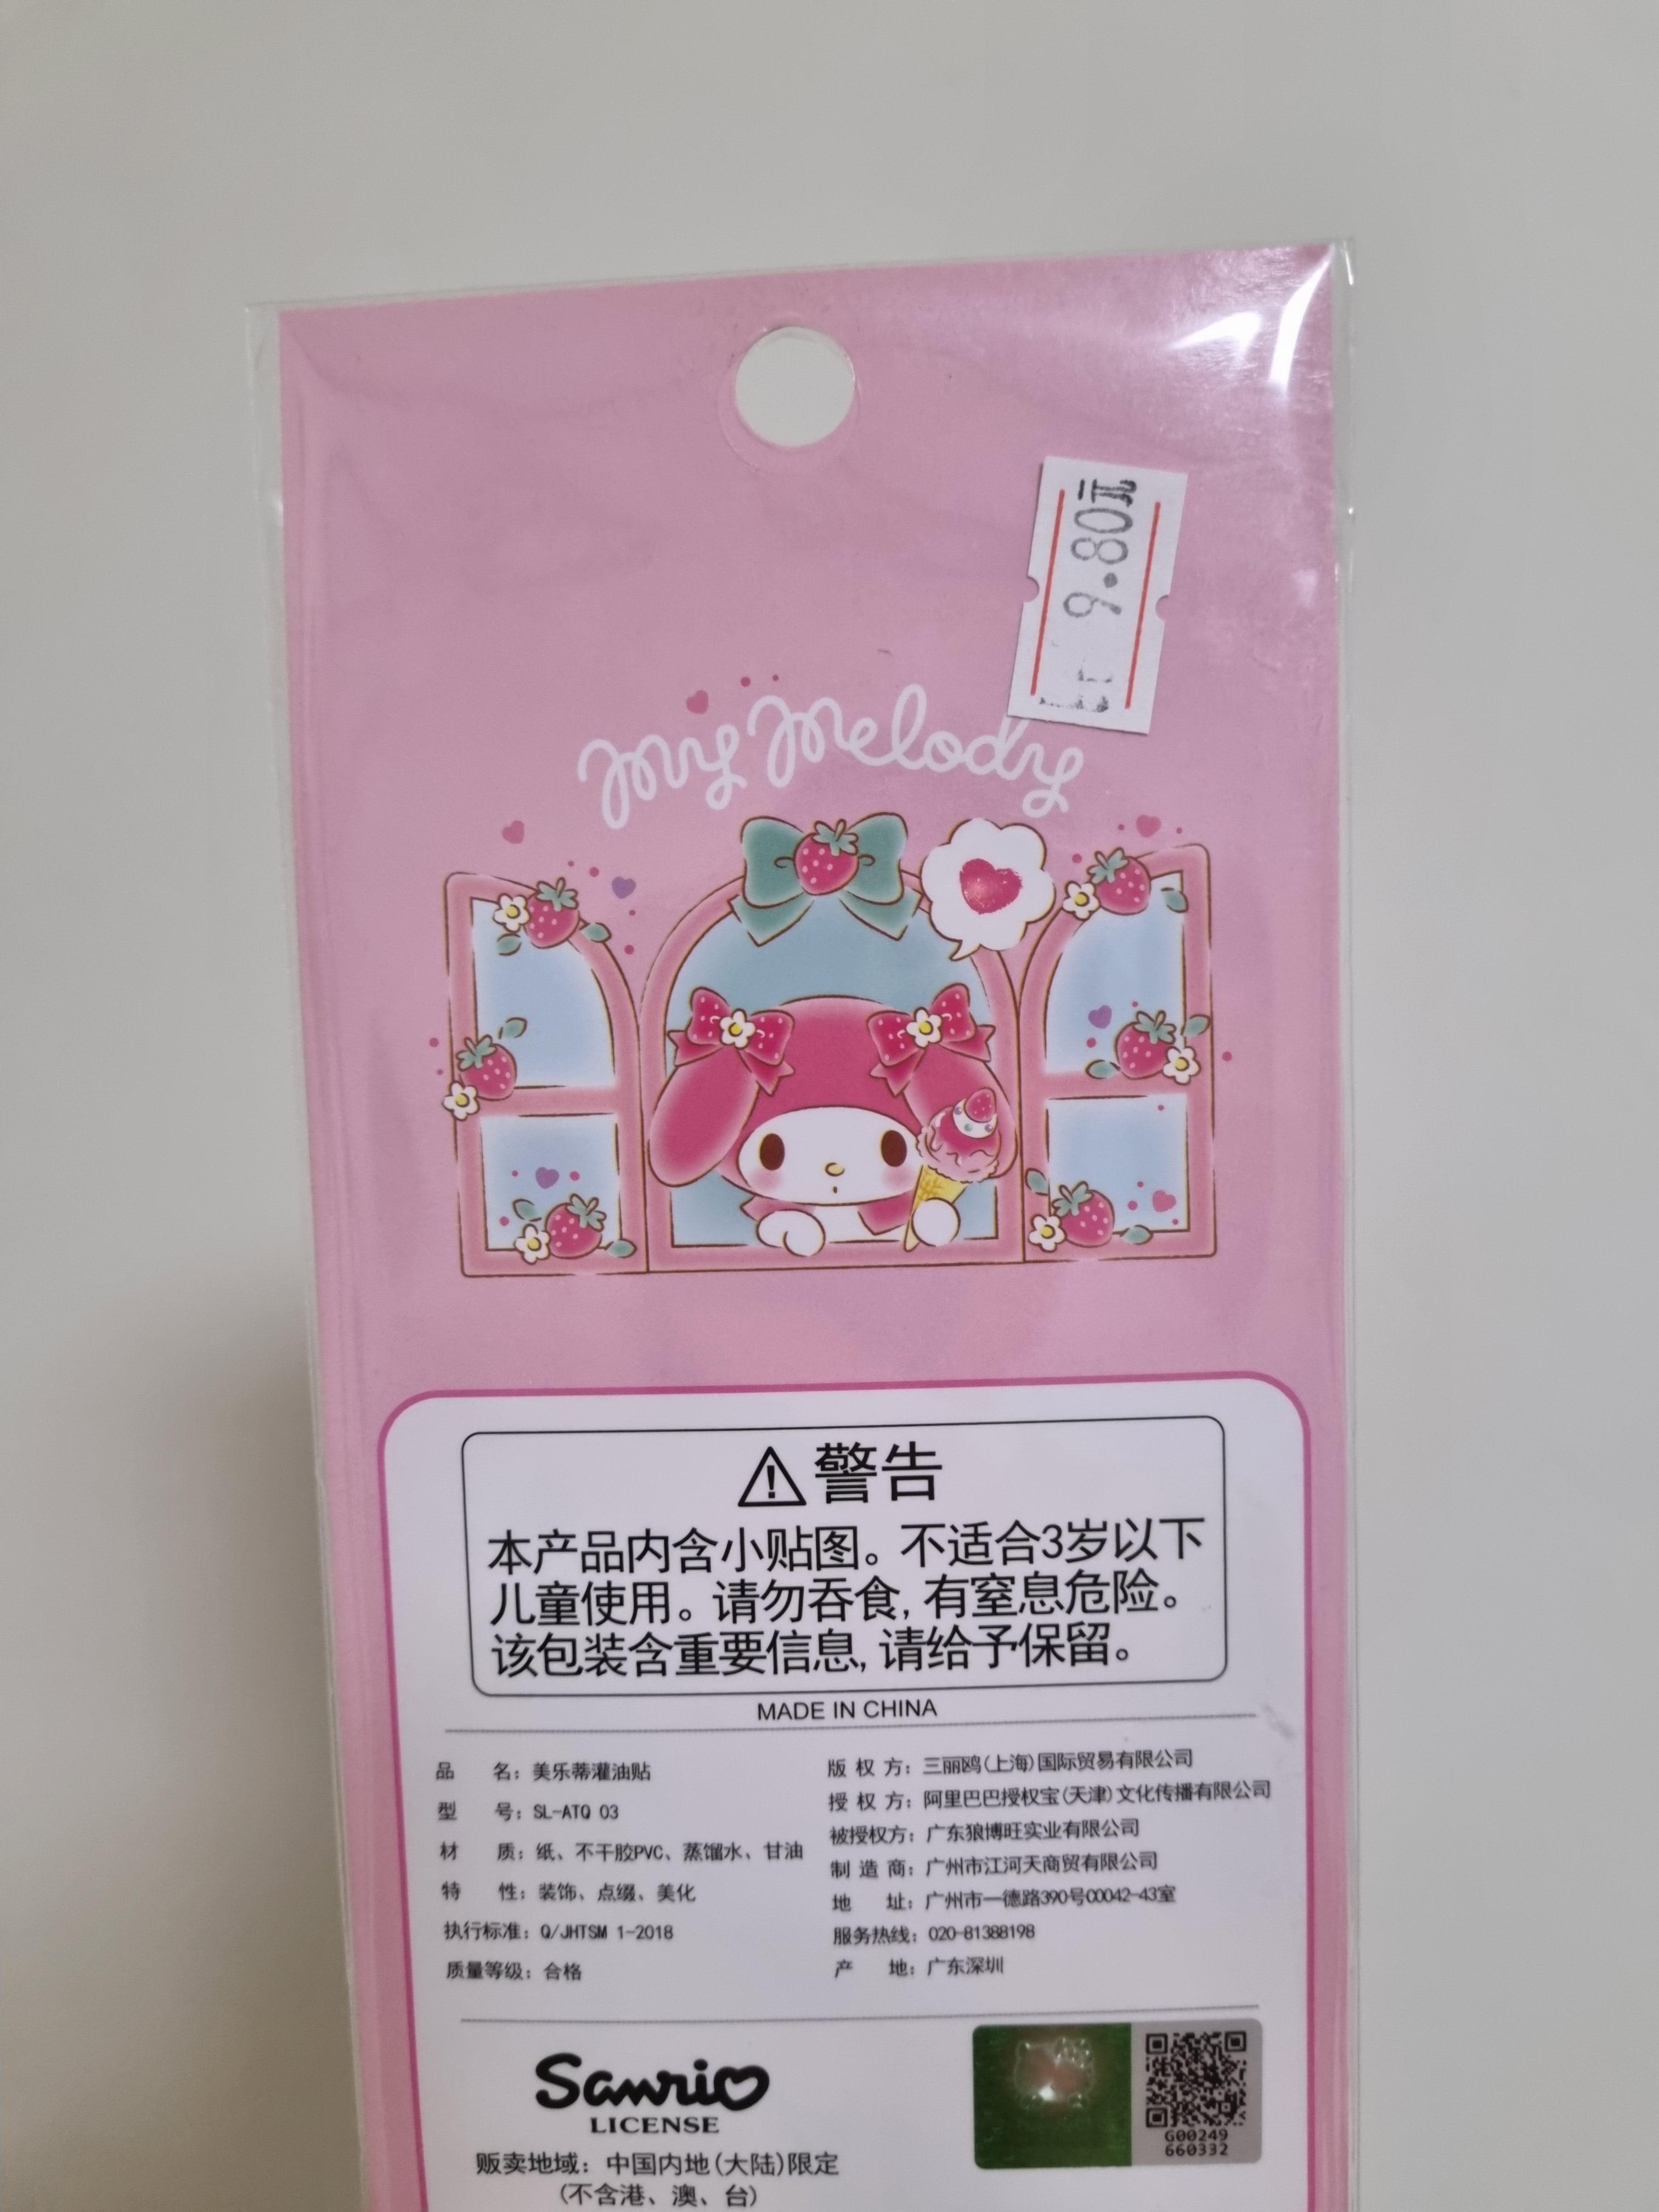 9.80元
My Melody
警告
本产品内含小贴图。不适合3岁以下
儿童使用。请勿吞食,有窒息危险。
该包装含重要信息,请给予保留。
MADE IN CHINA
品 名：美乐蒂灌油贴
型 号：SL-ATQ 03
材 质：纸、不干胶PVC、蒸馏水、甘油
特 性：装饰、点缀、美化
执行标准：Q/JHTSM 1-2018
质量等级：合格
版 权 方：三丽鸥(上海)国际贸易有限公司
授 权 方：阿里巴巴授权宝(天津)文化传播有限公司
被授权方：广东狼博旺实业有限公司
制 造 商：广州市江河天商贸有限公司
地 址：广州市一德路390号00042-43室
服务热线：020-81388198
产 地：广东深圳
Sanrio
LICENSE
贩卖地域：中国内地(大陆)限定
(不含港、澳、台)
G00249
660332